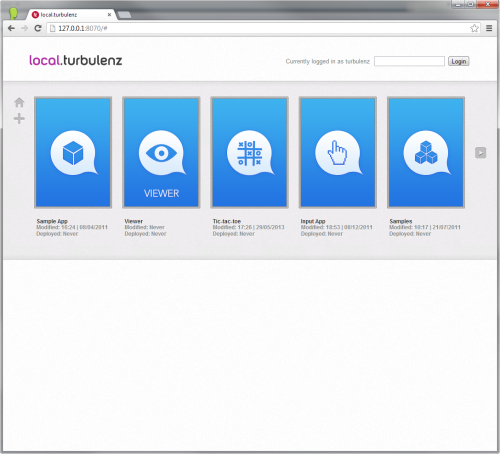 local.turbulenz
127.0.0.1:8070/#
local.turbulenz
Currently logged in as turbulenz
Login
VIEWER
Sample App
Modified: 16:24 | 08/04/2011
Deployed: Never
Viewer
Modified: Never
Deployed: Never
Tic-tac-toe
Modified: 17:26 | 29/05/2013
Deployed: Never
Input App
Modified: 18:53 | 08/12/2011
Deployed: Never
Samples
Modified: 18:17 | 21/07/2011
Deployed: Never